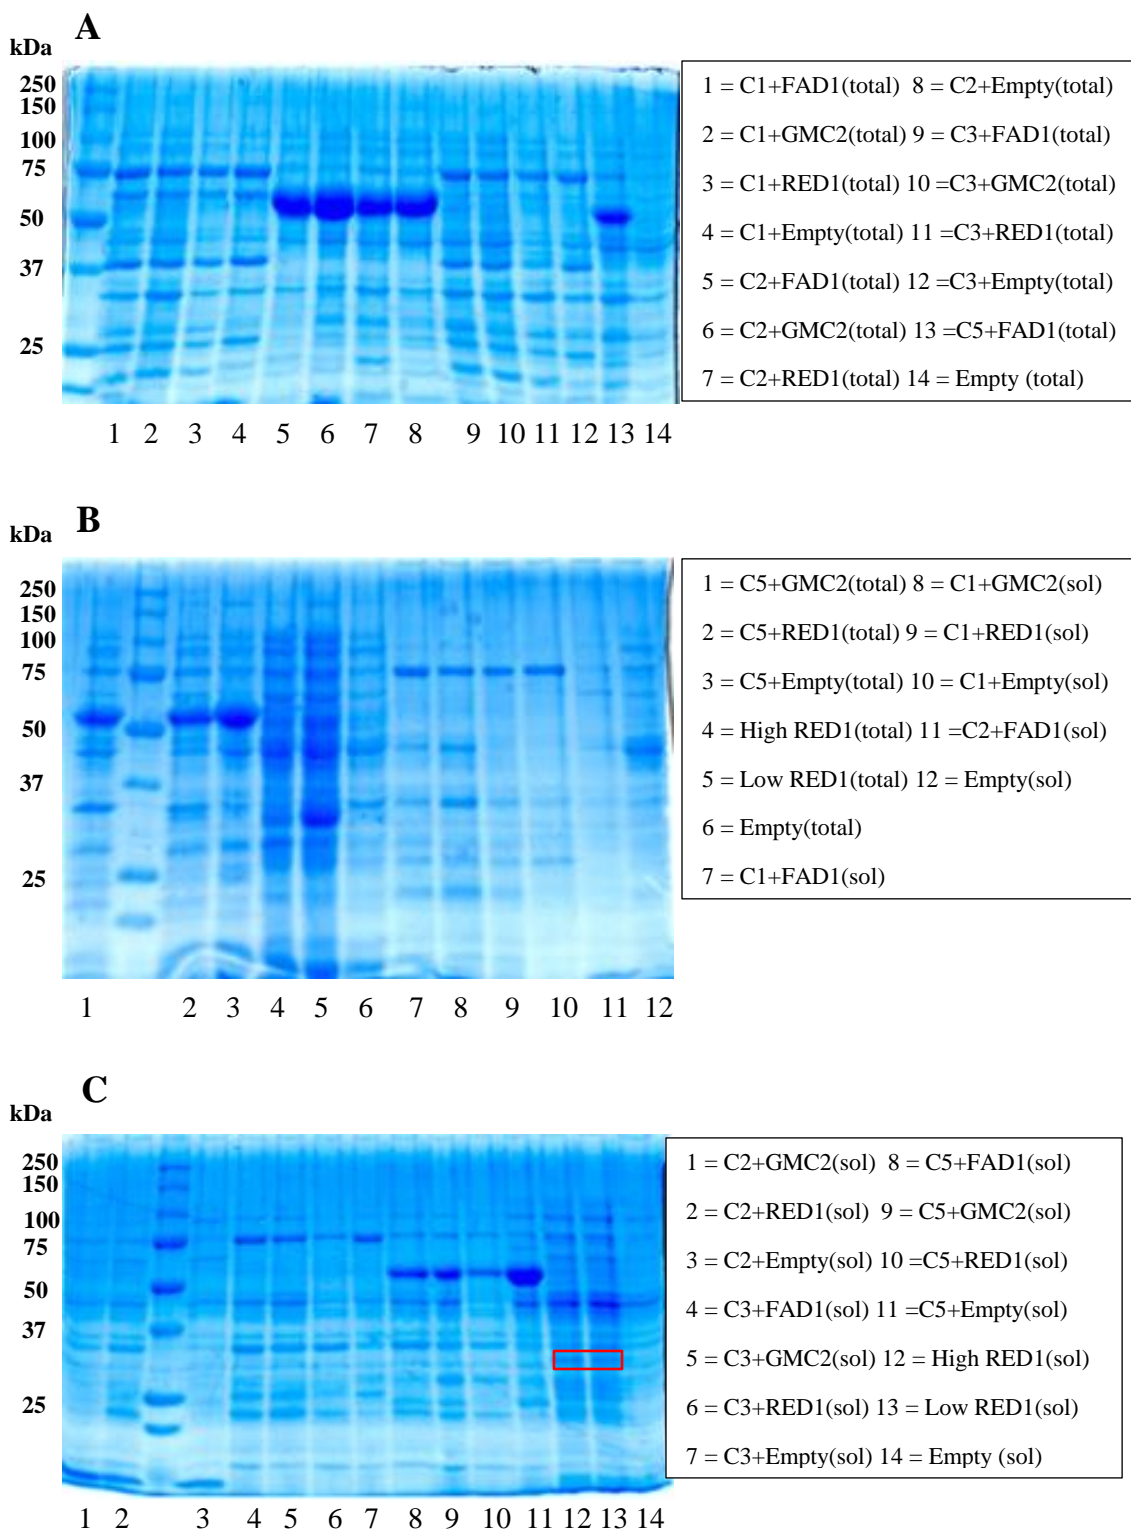 A
kDa
250
150
100
75
50
37
25
1 = C1+FAD1(total) 8 = C2+Empty(total)
2 = C1+GMC2(total) 9 = C3+FAD1(total)
3 = C1+RED1(total) 10 =C3+GMC2(total)
4 = C1+Empty(total) 11 =C3+RED1(total)
5 = C2+FAD1(total) 12 =C3+Empty(total)
6 = C2+GMC2(total) 13 =C5+FAD1(total)
7 = C2+RED1(total) 14 = Empty (total)
1 2 3 4 5 6 7 8 9 10 11 12 13 14
B
kDa
250
150
100
75
50
37
25
1 = C5+GMC2(total) 8 = C1+GMC2(sol)
2 = C5+RED1(total) 9 = C1+RED1(sol)
3 = C5+Empty(total) 10 = C1+Empty(sol)
4 = High RED1(total) 11 =C2+FAD1(sol)
5 = Low RED1(total) 12 = Empty(sol)
6 = Empty(total)
7 = C1+FAD1(sol)
1 2 3 4 5 6 7 8 9 10 11 12
C
kDa
250
150
100
75
50
37
25
1 = C2+GMC2(sol) 8 = C5+FAD1(sol)
2 = C2+RED1(sol) 9 = C5+GMC2(sol)
3 = C2+Empty(sol) 10 =C5+RED1(sol)
4 = C3+FAD1(sol) 11 =C5+Empty(sol)
5 = C3+GMC2(sol) 12 = High RED1(sol)
6 = C3+RED1(sol) 13 = Low RED1(sol)
7 = C3+Empty(sol) 14 = Empty (sol)
1 2 3 4 5 6 7 8 9 10 11 12 13 14